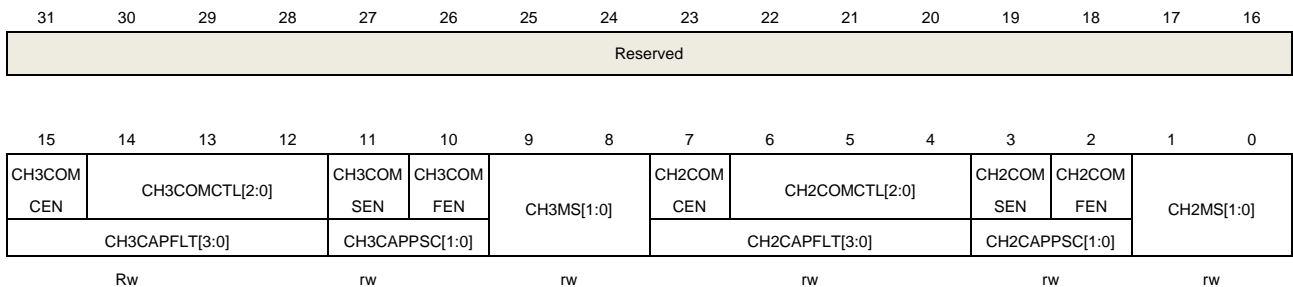 31 30 29 28 27 26 25 24 23 22 21 20 19 18 17 16
Reserved
15 14 13 12 11 10 9 8 7 6 5 4 3 2 1 0
CH3COM CH3COM CH3COM CH2COM CH2COM CH2COM
CH3COMCTL[2:0] CH2COMCTL[2:0]
CEN SEN FEN CH3MS[1:0] CEN SEN FEN CH2MS[1:0]
CH3CAPFLT[3:0] CH3CAPPSC[1:0] CH2CAPFLT[3:0] CH2CAPPSC[1:0]
Rw rw rw rw rw rw